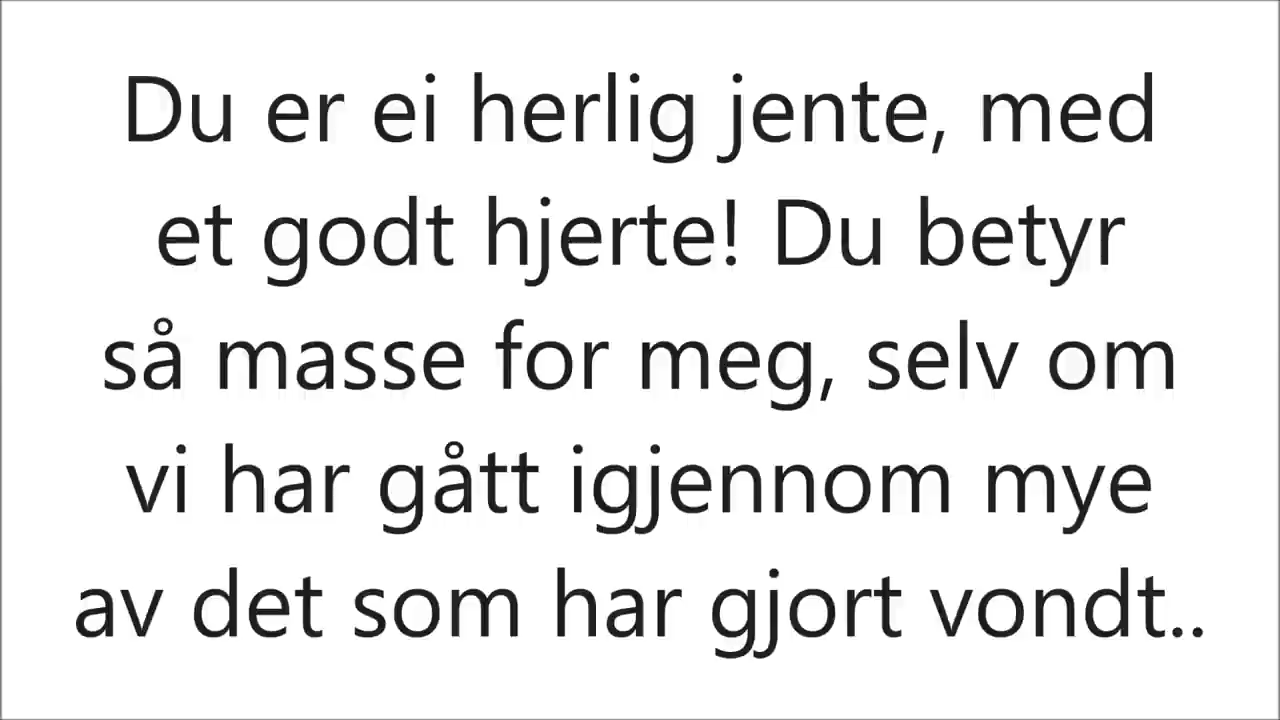 Du er ei herlig jente, med
et godt hjerte! Du betyr
så masse for meg, selv om
vi har gått igjennom mye
av det som har gjort vondt..